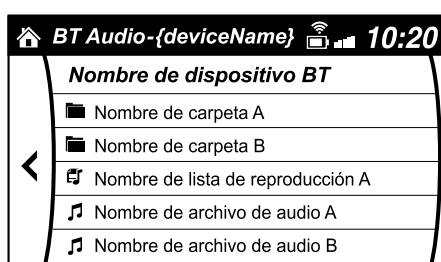 BT Audio-{deviceName} 10:20
Nombre de dispositivo BT
Nombre de carpeta A
Nombre de carpeta B
Nombre de lista de reproducción A
Nombre de archivo de audio A
Nombre de archivo de audio B